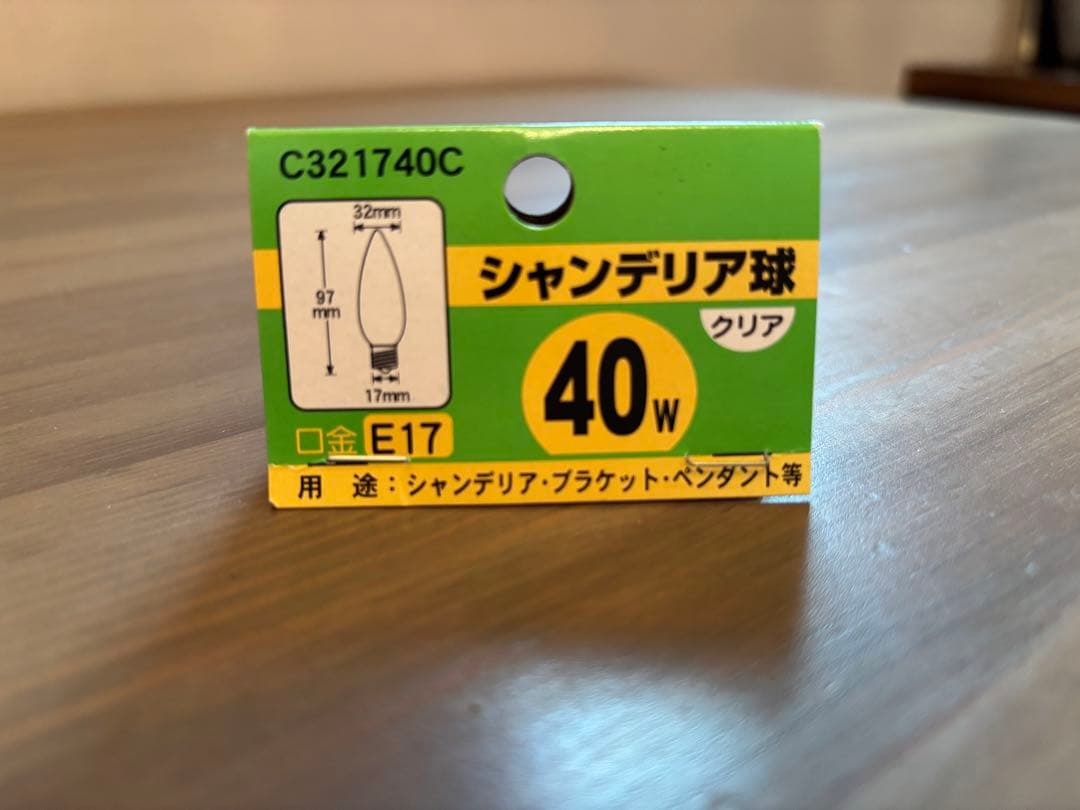 C321740C
32mm
97
mm
17mm
口金 E17
シャンデリア球
クリア
40W
用 途：シャンデリア・ブラケット・ペンダント等